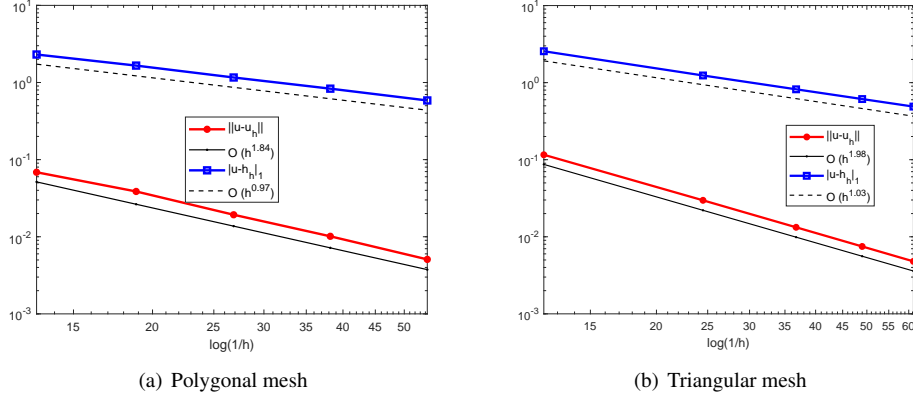 10^1
10^0
10^-1
10^-2
10^-3
||u-u_h||
O (h^1.84)
|u-h_h|_1
O (h^0.97)
15 20 25 30 35 40 45 50
log(1/h)
(a) Polygonal mesh
10^1
10^0
10^-1
10^-2
10^-3
||u-u_h||
O (h^1.98)
|u-h_h|_1
O (h^1.03)
15 20 25 30 35 40 45 50 55 60
log(1/h)
(b) Triangular mesh